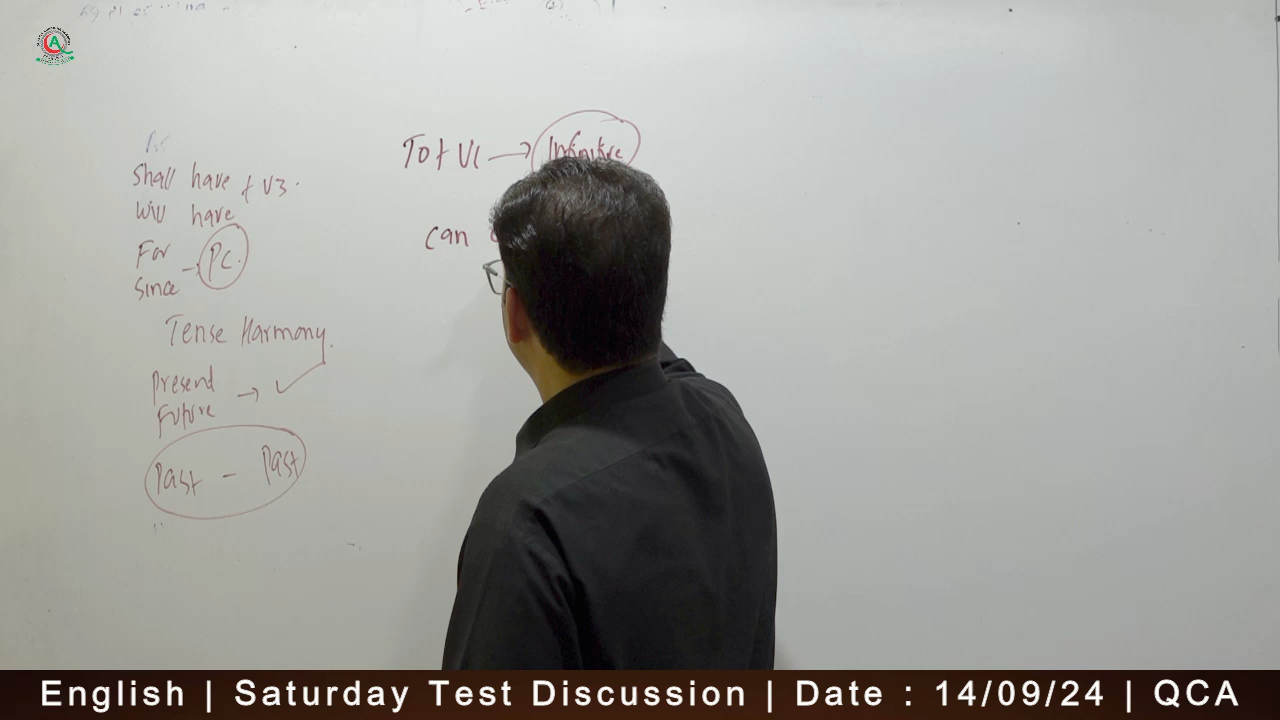 Shall have + V3.
Will have
For
Since → PC.
Tense Harmony.
Present
Future →
Past - Past
To + V1 → Infinitive
can
English | Saturday Test Discussion | Date : 14/09/24 | QCA